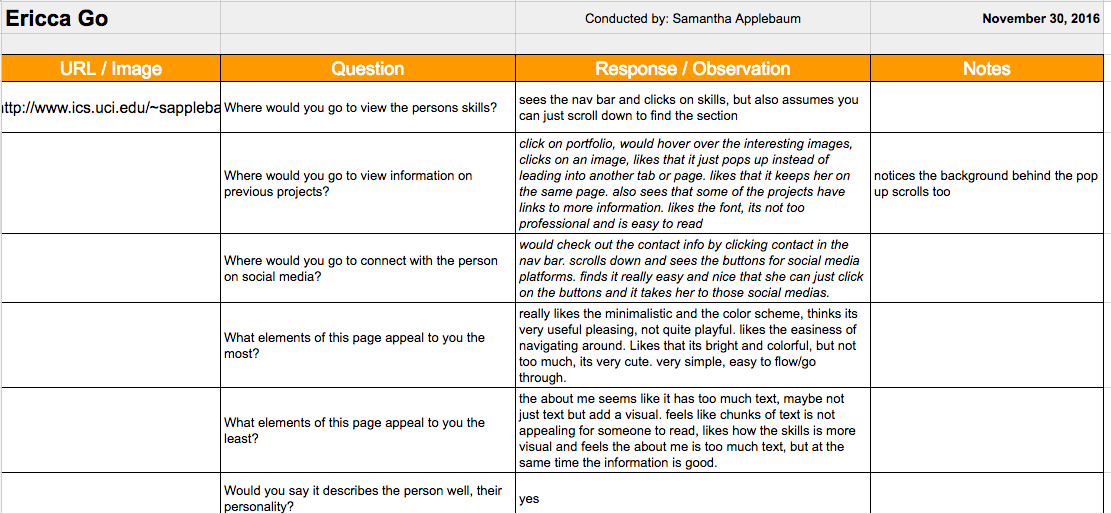 Ericca Go
Conducted by: Samantha Applebaum
November 30, 2016
URL / Image
Question
Response / Observation
Notes
ttp://www.ics.uci.edu/~sappleba
Where would you go to view the persons skills?
sees the nav bar and clicks on skills, but also assumes you
can just scroll down to find the section
Where would you go to view information on
previous projects?
click on portfolio, would hover over the interesting images,
clicks on an image, likes that it just pops up instead of
leading into another tab or page. likes that it keeps her on
the same page. also sees that some of the projects have
links to more information. likes the font, its not too
professional and is easy to read
notices the background behind the pop
up scrolls too
Where would you go to connect with the person
on social media?
would check out the contact info by clicking contact in the
nav bar. scrolls down and sees the buttons for social media
platforms. finds it really easy and nice that she can just click
on the buttons and it takes her to those social medias.
What elements of this page appeal to you the
most?
really likes the minimalistic and the color scheme, thinks its
very useful pleasing, not quite playful. likes the easiness of
navigating around. Likes that its bright and colorful, but not
too much, its very cute. very simple, easy to flow/go
through.
What elements of this page appeal to you the
least?
the about me seems like it has too much text, maybe not
just text but add a visual. feels like chunks of text is not
appealing for someone to read, likes how the skills is more
visual and feels the about me is too much text, but at the
same time the information is good.
Would you say it describes the person well, their
personality?
yes